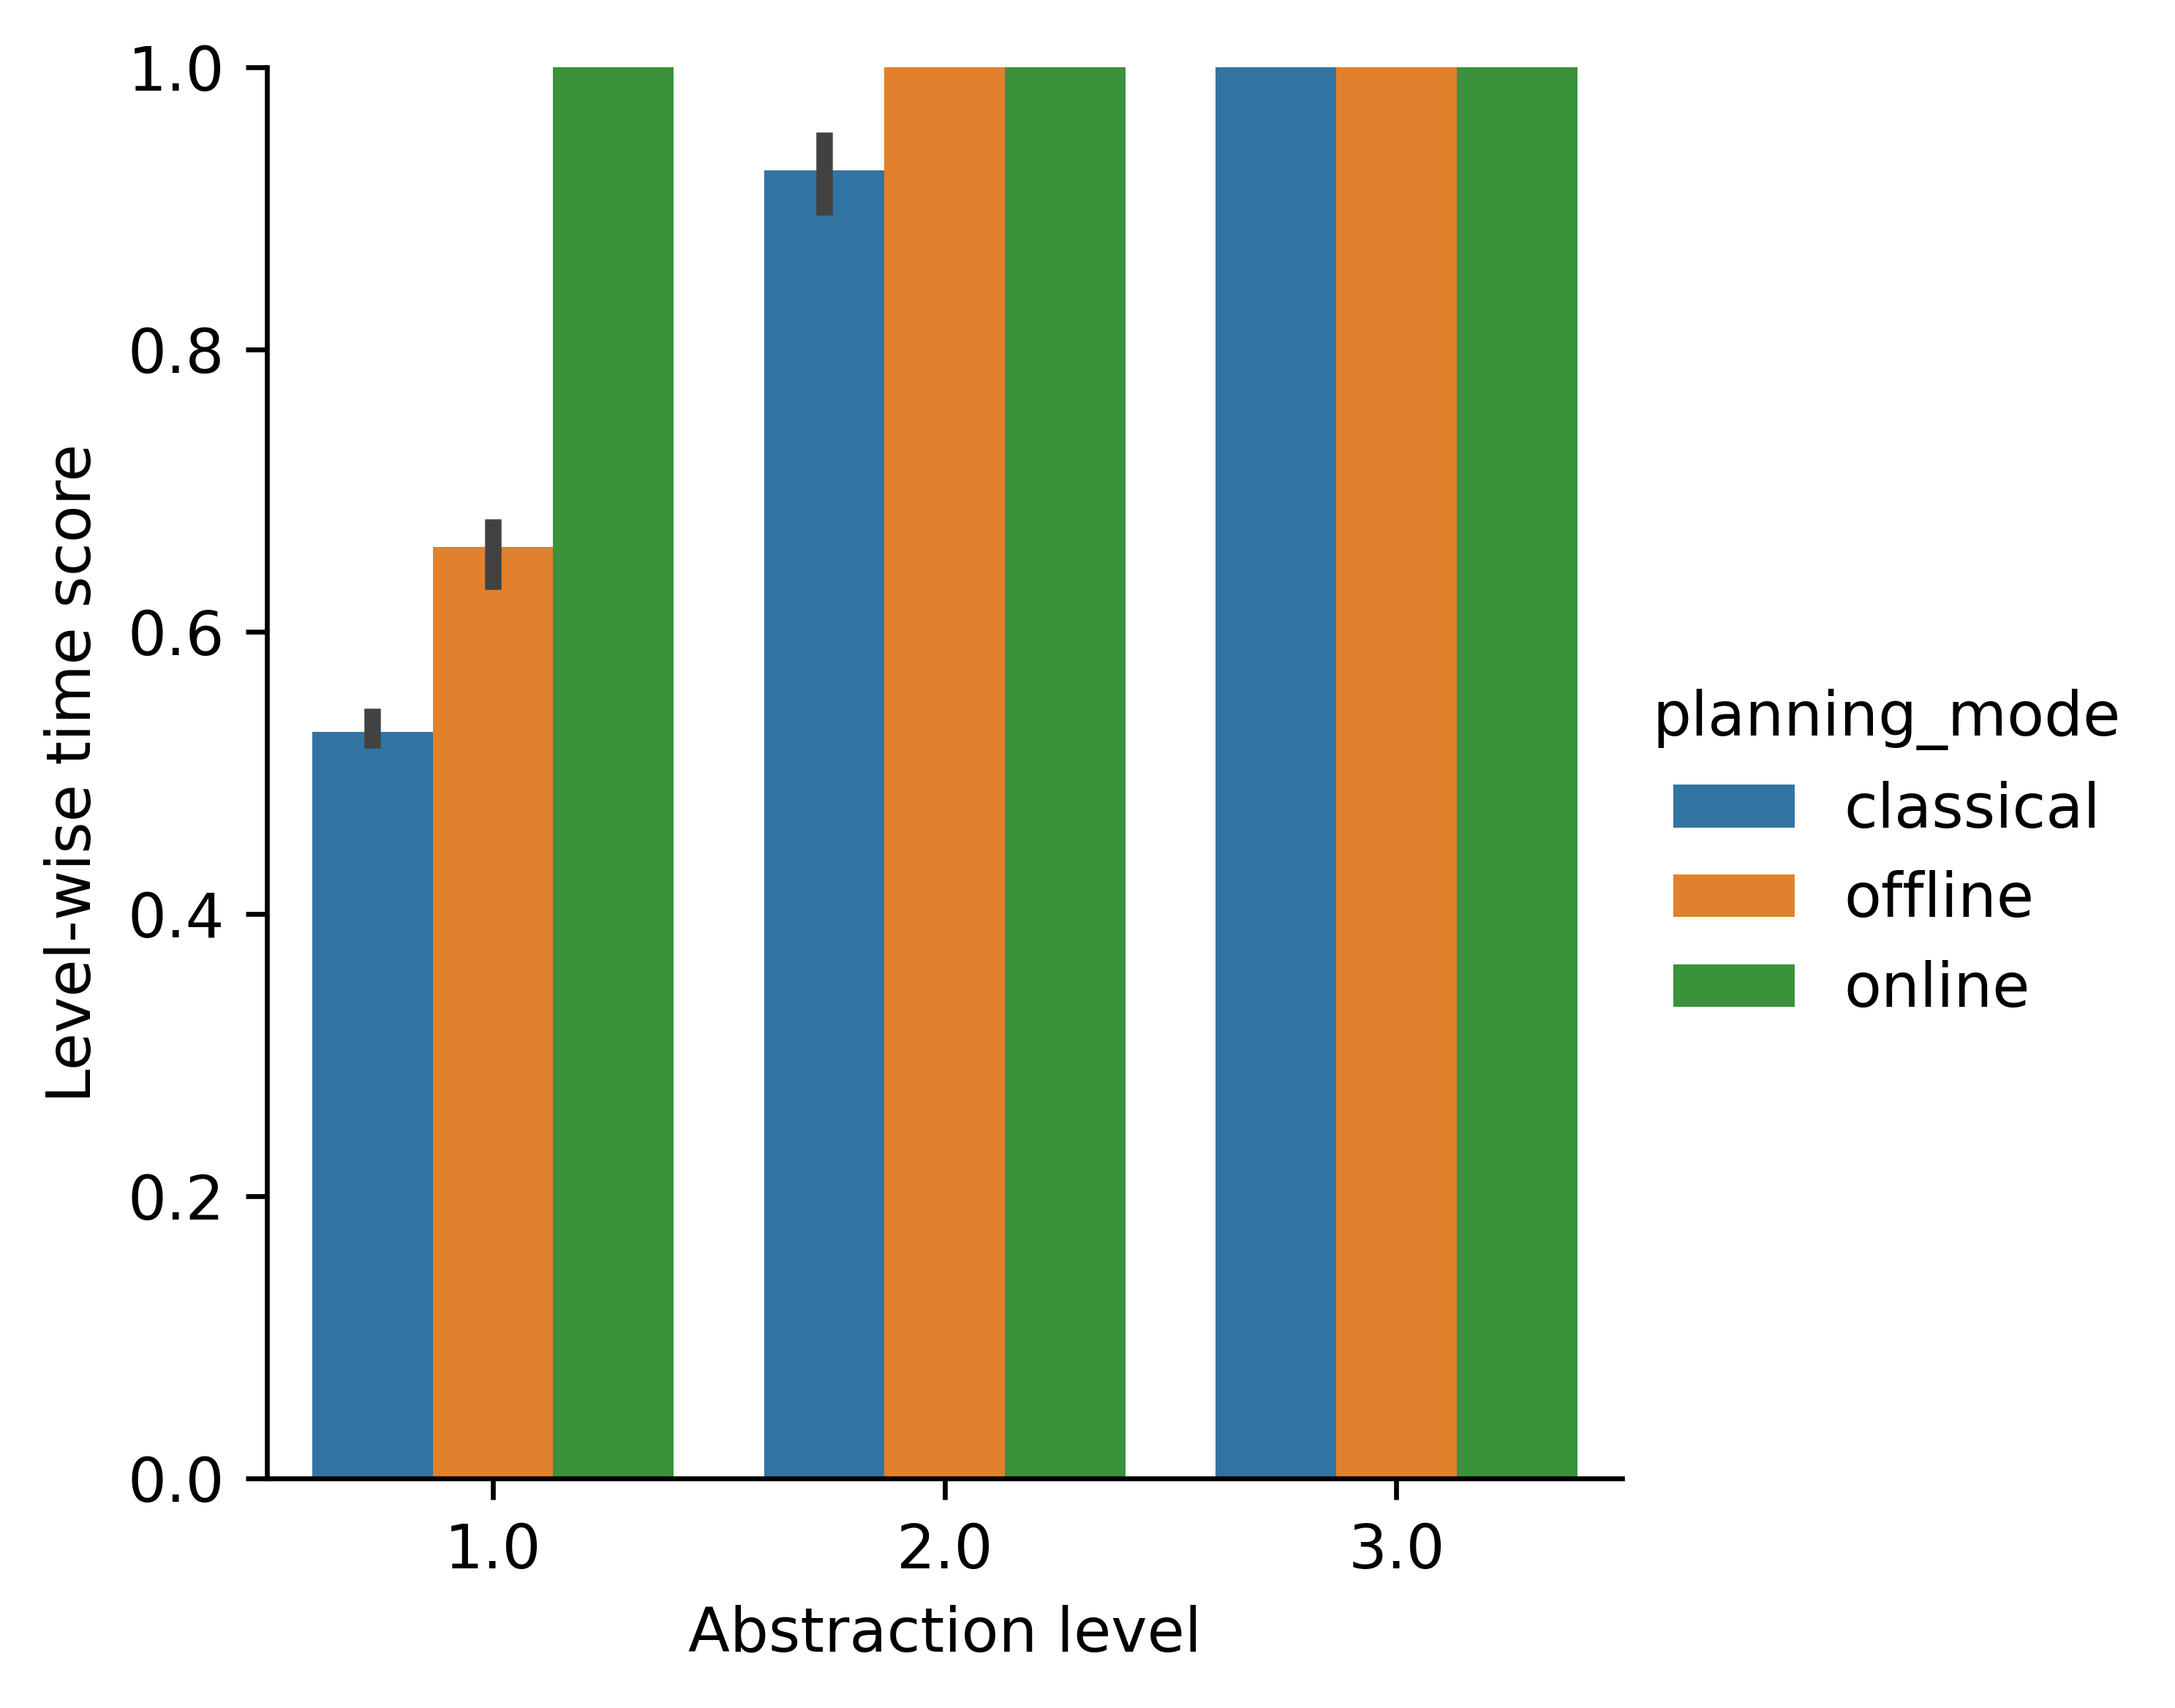 1.0
0.8
0.6
0.4
0.2
0.0
Level-wise time score
1.0 2.0 3.0
Abstraction level
planning_mode
classical
offline
online